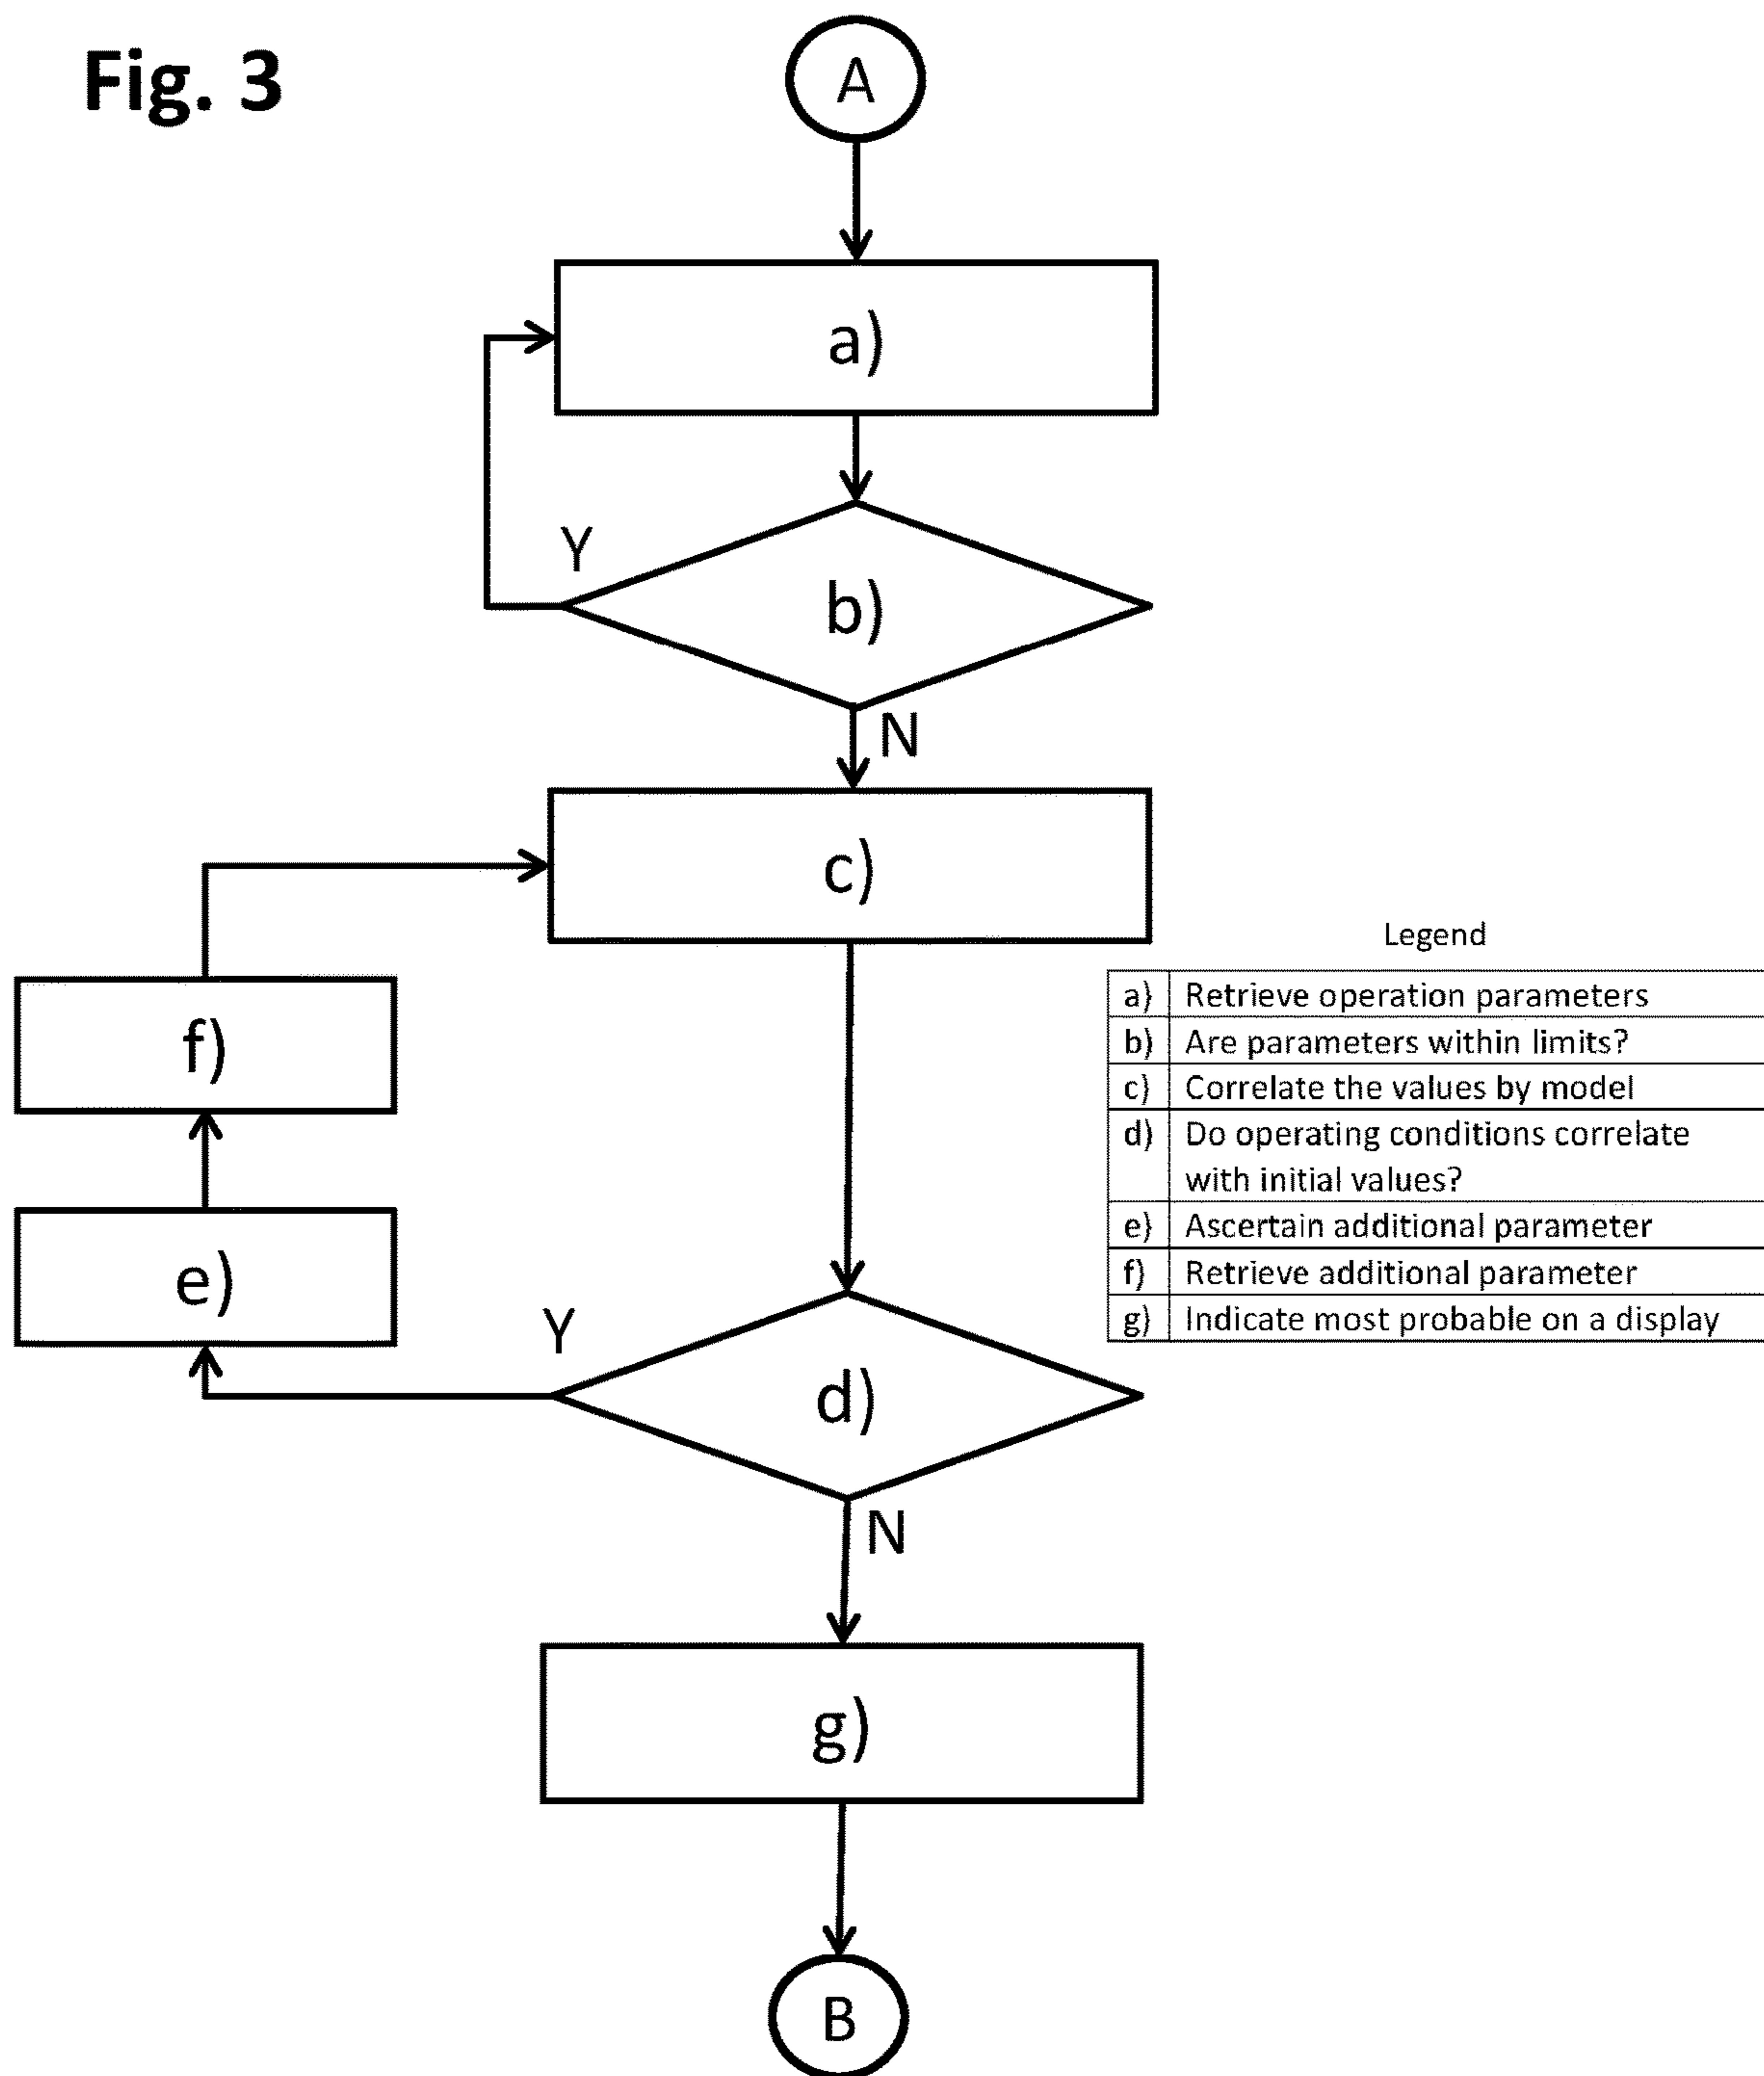 Fig. 3
A
a)
Y
b)
N
c)
f)
e)
Y
d)
N
g)
B
Legend
a) Retrieve operation parameters
b) Are parameters within limits?
c) Correlate the values by model
d) Do operating conditions correlate
with initial values?
e) Ascertain additional parameter
f) Retrieve additional parameter
g) Indicate most probable on a display